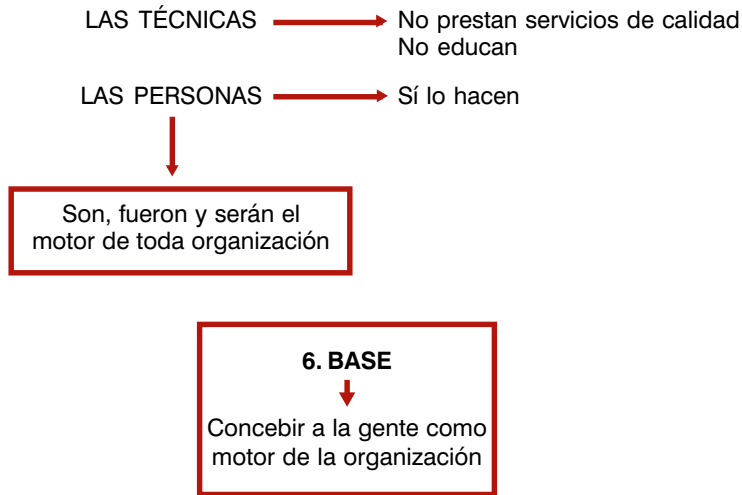 LAS TÉCNICAS No prestan servicios de calidad
No educan
LAS PERSONAS Sí lo hacen
Son, fueron y serán el
motor de toda organización
6. BASE
Concebir a la gente como
motor de la organización